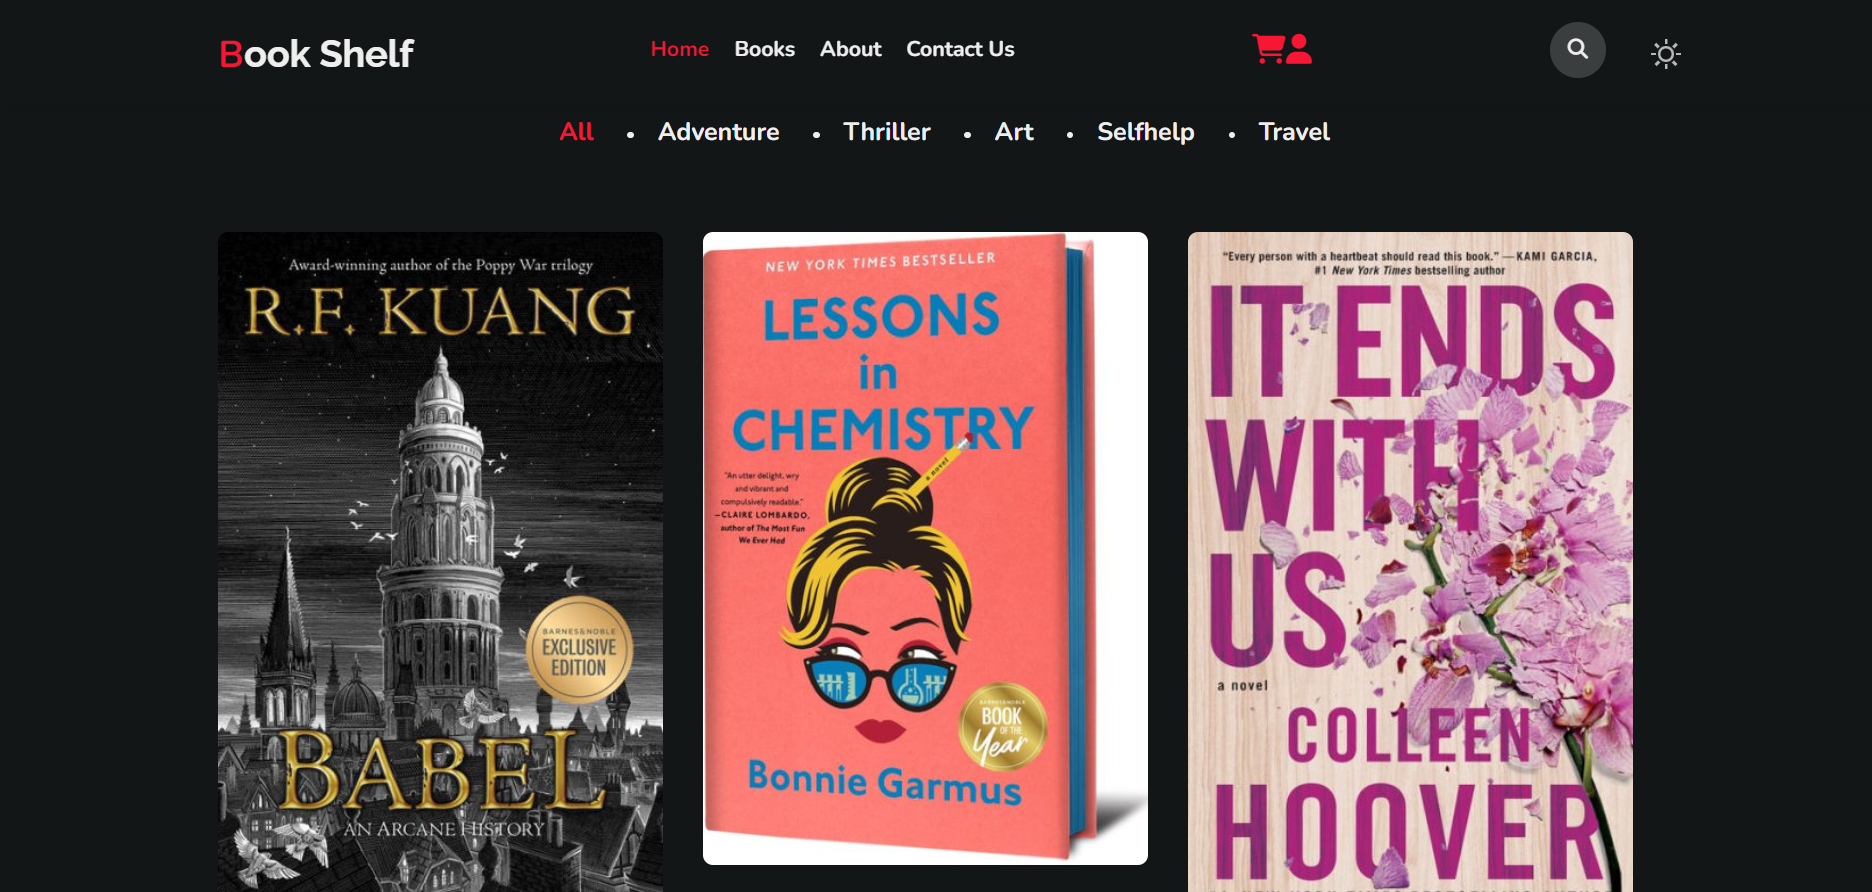 Book Shelf
Home Books About Contact Us
All • Adventure • Thriller • Art • Selfhelp • Travel
Award-winning author of the Poppy War trilogy
R.F. KUANG
BARNES&NOBLE
EXCLUSIVE
EDITION
BABEL
AN ARCANE HISTORY
NEW YORK TIMES BESTSELLER
LESSONS
in
CHEMISTRY
a novel
"An utter delight, wry
and vibrant and
compulsively readable."
—CLAIRE LOMBARDO,
author of The Most Fun
We Ever Had
BARNES&NOBLE
BOOK
OF THE
Year
Bonnie Garmus
"Every person with a heartbeat should read this book." —KAMI GARCIA,
#1 New York Times bestselling author
IT ENDS
WITH
US
a novel
COLLEEN
HOOVER